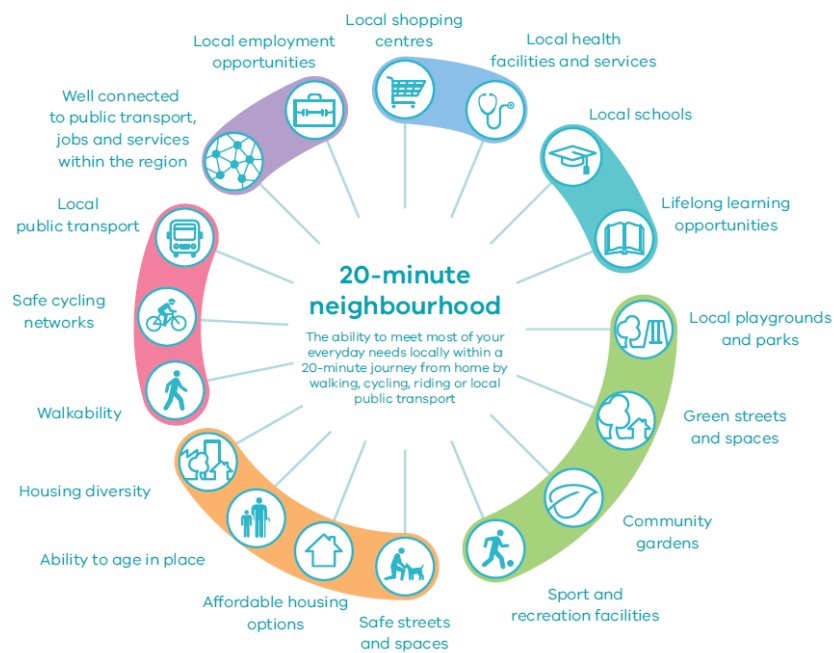 Local shopping
centres
Local health
facilities and services
Local schools
Lifelong learning
opportunities
Local playgrounds
and parks
Green streets
and spaces
Community
gardens
Sport and
recreation facilities
Safe streets
and spaces
Affordable housing
options
Ability to age in place
Housing diversity
Walkability
Safe cycling
networks
Local
public transport
Well connected
to public transport,
jobs and services
within the region
Local employment
opportunities
20-minute
neighbourhood
The ability to meet most of your
everyday needs locally within a
20-minute journey from home by
walking, cycling, riding or local
public transport